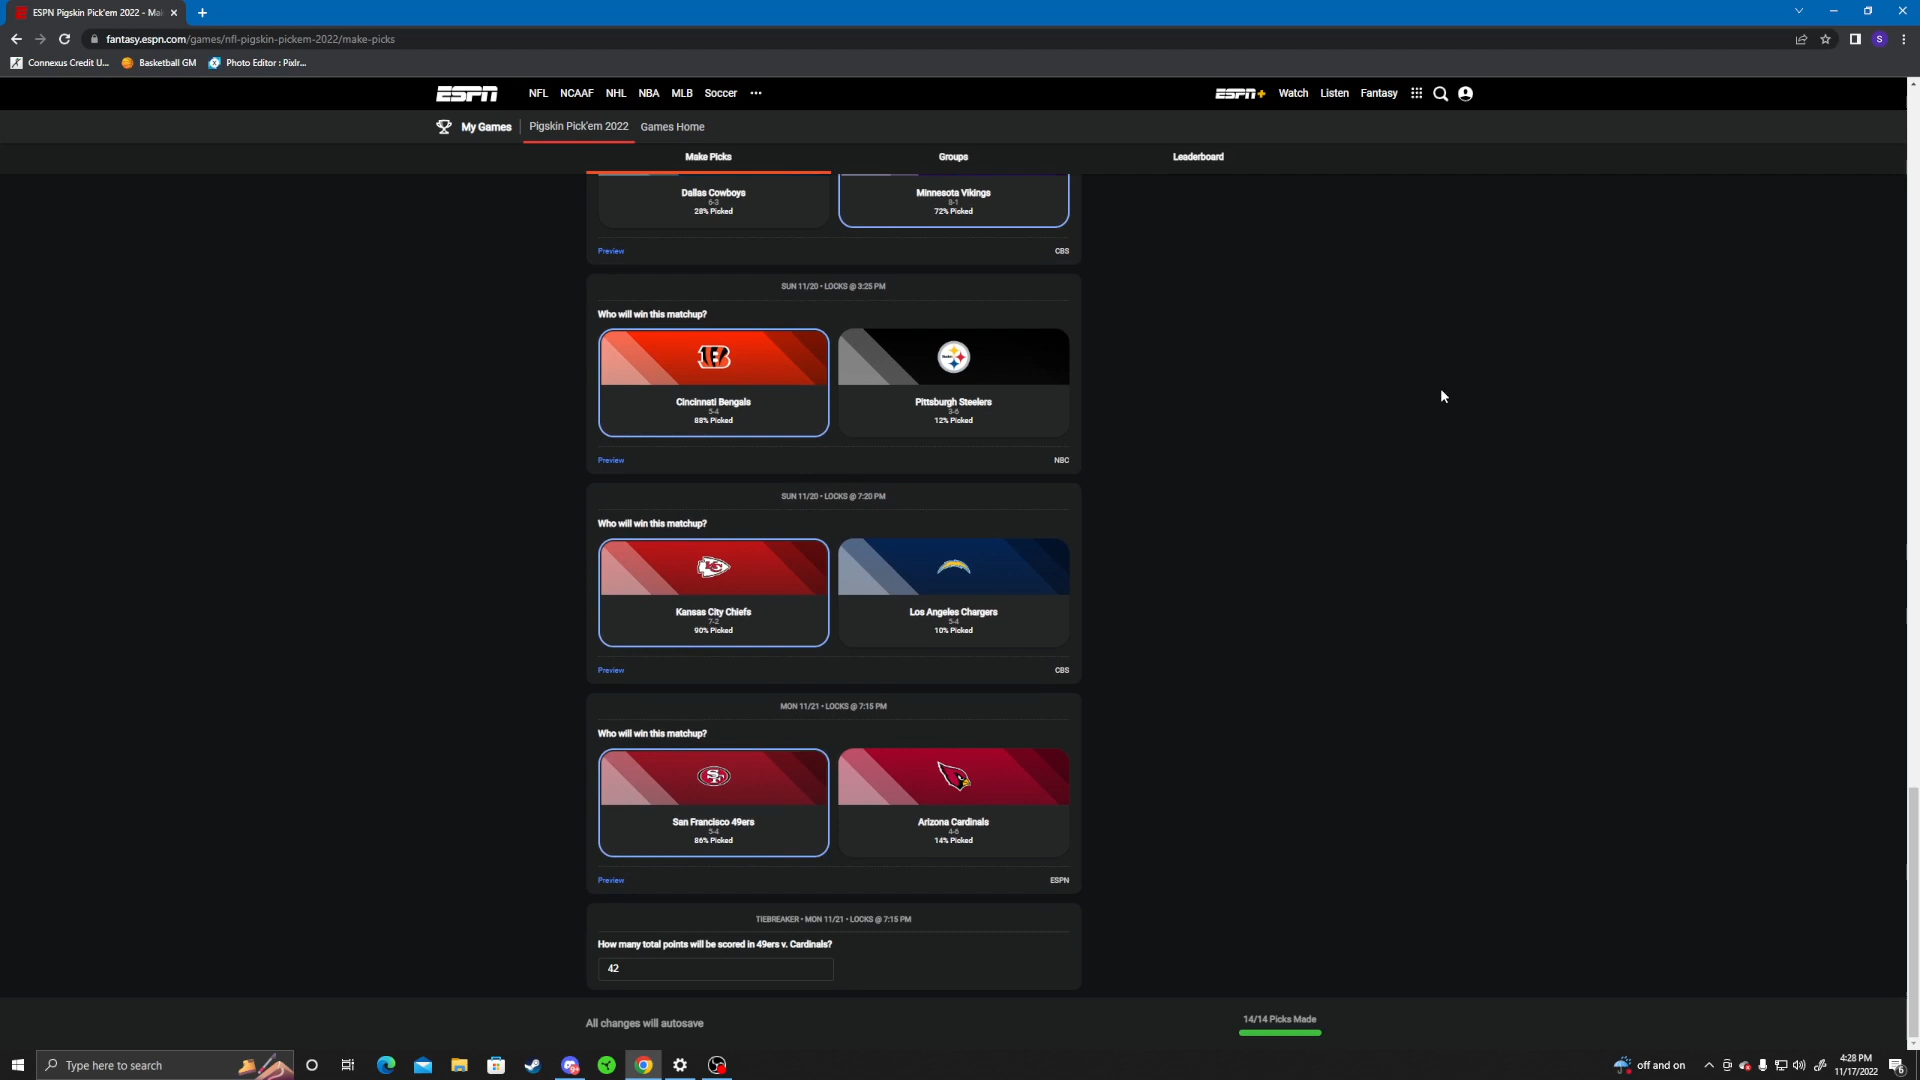 ESPN Pigskin Pick'em 2022 - Ma
fantasy.espn.com/games/nfl-pigskin-pickem-2022/make-picks
S
Connexus Credit U... Basketball GM Photo Editor : Pixlr...
ESPN NFL NCAAF NHL NBA MLB Soccer ••• ESPN+ Watch Listen Fantasy
My Games Pigskin Pick'em 2022 Games Home
Make Picks Groups Leaderboard
Dallas Cowboys Minnesota Vikings
6-3 8-1
28% Picked 72% Picked
Preview CBS
SUN 11/20 • LOCKS @ 3:25 PM
Who will win this matchup?
Cincinnati Bengals Pittsburgh Steelers
5-4 3-6
88% Picked 12% Picked
Preview NBC
SUN 11/20 • LOCKS @ 7:20 PM
Who will win this matchup?
Kansas City Chiefs Los Angeles Chargers
7-2 5-4
90% Picked 10% Picked
Preview CBS
MON 11/21 • LOCKS @ 7:15 PM
Who will win this matchup?
San Francisco 49ers Arizona Cardinals
5-4 4-6
86% Picked 14% Picked
Preview ESPN
TIEBREAKER • MON 11/21 • LOCKS @ 7:15 PM
How many total points will be scored in 49ers v. Cardinals?
42
All changes will autosave 14/14 Picks Made
Type here to search off and on 4:28 PM
11/17/2022
6